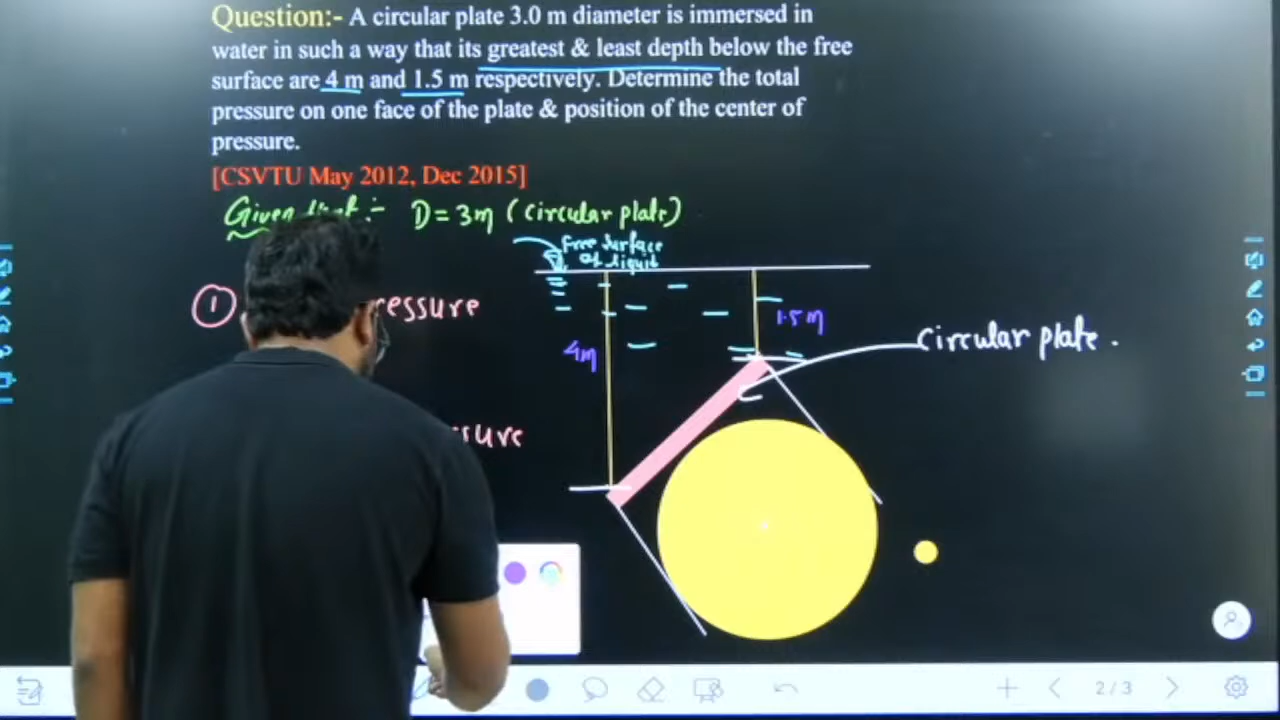 Question:- A circular plate 3.0 m diameter is immersed in
water in such a way that its greatest & least depth below the free
surface are 4 m and 1.5 m respectively. Determine the total
pressure on one face of the plate & position of the center of
pressure.
[CSVTU May 2012, Dec 2015]
Given :- D = 3m (circular plate)
Free surface
of liquid
①
1.5 m
4m
circular plate.
2/3